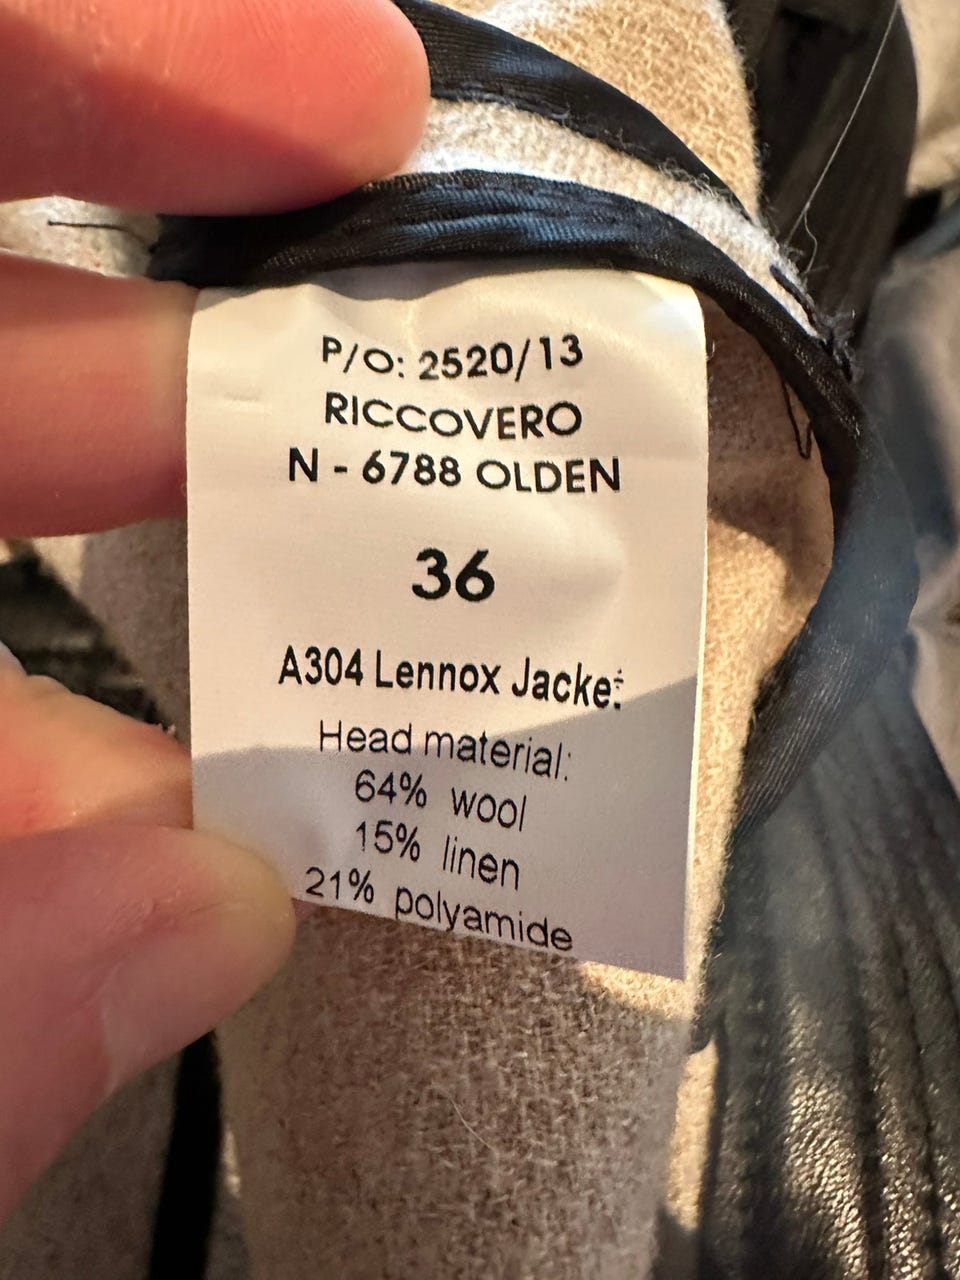 P/O: 2520/13
RICCOVERO
N - 6788 OLDEN
36
A304 Lennox Jacket
Head material:
64% wool
15% linen
21% polyamide